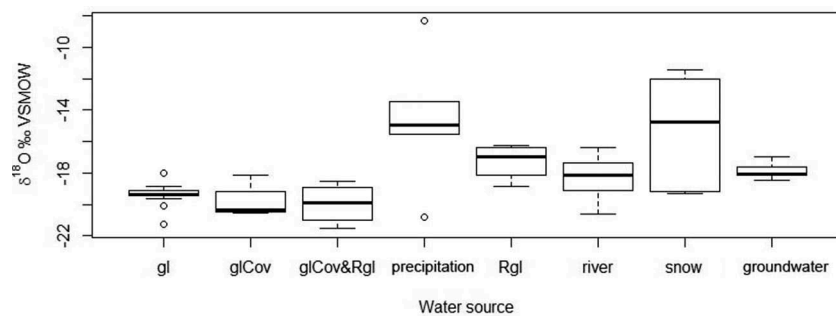 δ18O ‰ VSMOW
-10
-14
-18
-22
gl glCov glCov&Rgl precipitation Rgl river snow groundwater
Water source